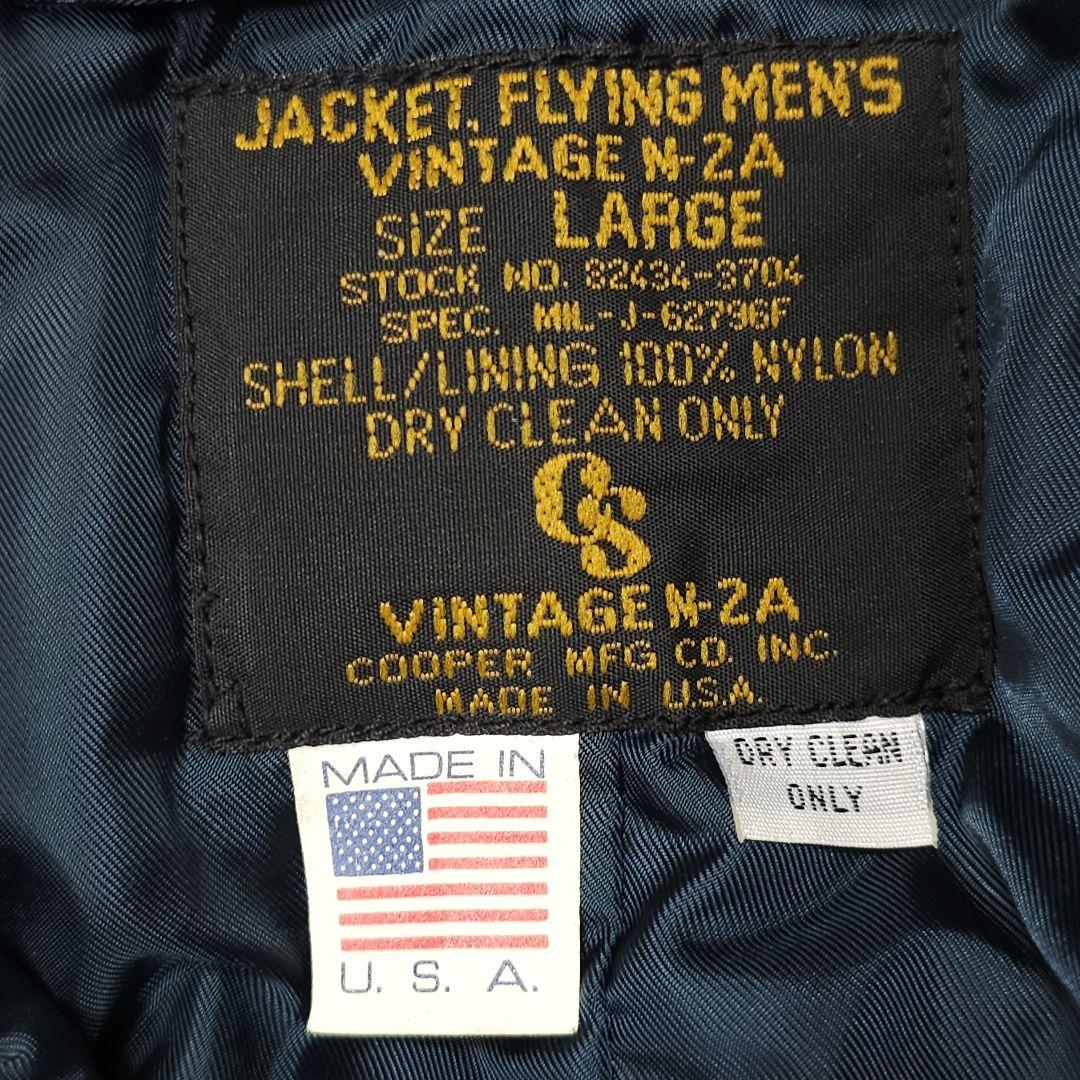 JACKET, FLYING MEN'S
VINTAGE N-2A
SiZE LARGE
STOCK NO. 82434-3704
SPEC. MIL-J-62796F
SHELL/LINING 100% NYLON
DRY CLEAN ONLY
CS
VINTAGE N-2A
COOPER MFG CO. INC.
MADE IN U.S.A.
MADE IN
U. S. A.
DRY CLEAN
ONLY